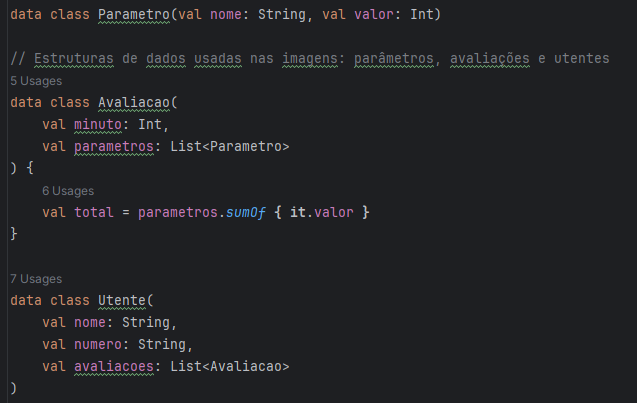 data class Parametro(val nome: String, val valor: Int)
// Estruturas de dados usadas nas imagens: parâmetros, avaliações e utentes
5 Usages
data class Avaliacao(
val minuto: Int,
val parametros: List<Parametro>
) {
6 Usages
val total = parametros.sumOf { it.valor }
}
7 Usages
data class Utente(
val nome: String,
val numero: String,
val avaliacoes: List<Avaliacao>
)